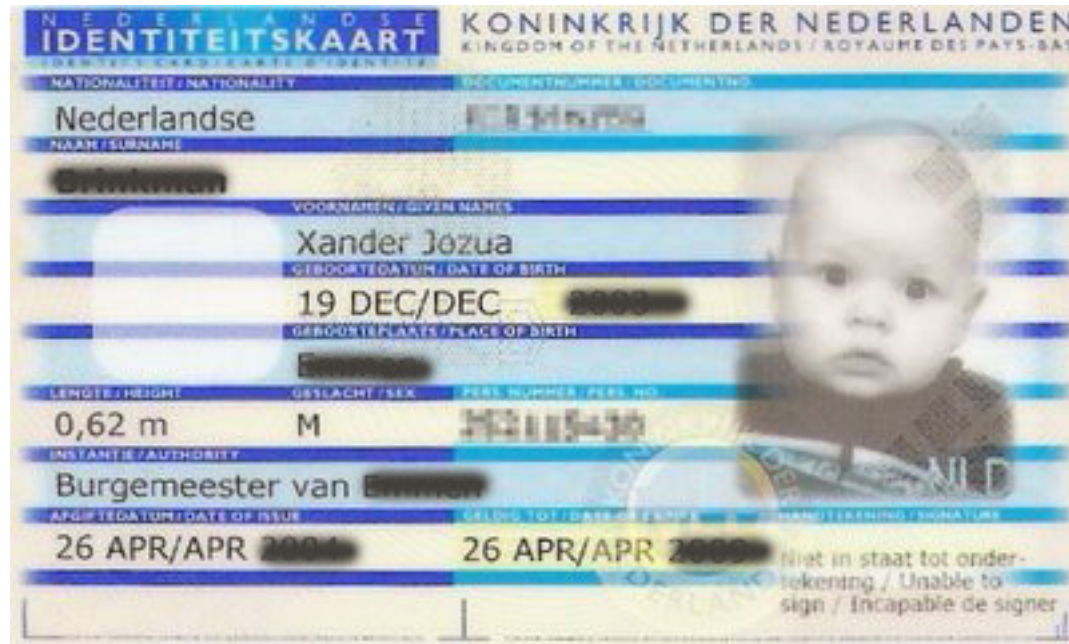 NEDERLANDSE
IDENTITEITSKAART
IDENTITY CARD / CARTE D'IDENTITÉ
KONINKRIJK DER NEDERLANDEN
KINGDOM OF THE NETHERLANDS / ROYAUME DES PAYS-BAS
NATIONALITEIT / NATIONALITY
DOCUMENTNUMMER / DOCUMENTNO
Nederlandse
NAAM / SURNAME
VOORNAMEN / GIVEN NAMES
Xander Jozua
GEBOORTEDATUM / DATE OF BIRTH
19 DEC/DEC
GEBOORTEPLAATS / PLACE OF BIRTH
LENGTE / HEIGHT
GESLACHT / SEX
PERS. NUMMER / PERS. NO.
0,62 m
M
INSTANTIE / AUTHORITY
Burgemeester van
NLD
AFGIFTEDATUM / DATE OF ISSUE
GELDIG TOT / DATE OF EXPIRY
HANDTEKENING / SIGNATURE
26 APR/APR
26 APR/APR
Niet in staat tot onder-
tekening / Unable to
sign / Incapable de signer